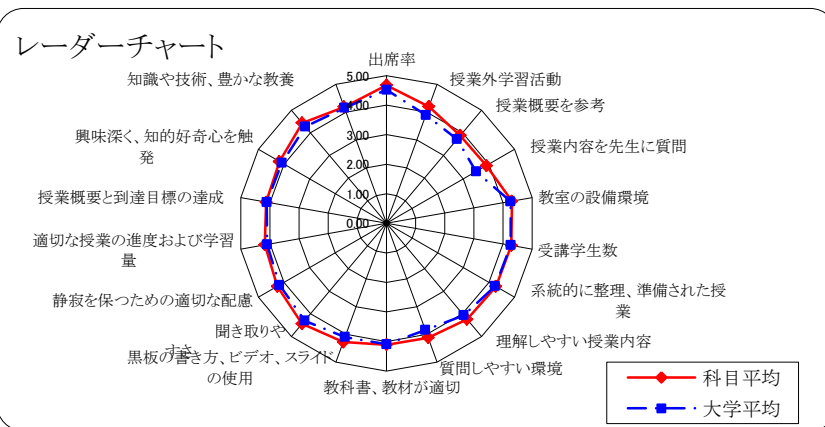 レーダーチャート
出席率
授業外学習活動
授業概要を参考
授業内容を先生に質問
教室の設備環境
受講学生数
系統的に整理、準備された授
業
理解しやすい授業内容
質問しやすい環境
教科書、教材が適切
黒板の書き方、ビデオ、スライド
の使用
聞き取りや
すさ
静寂を保つための適切な配慮
適切な授業の進度および学習
量
授業概要と到達目標の達成
興味深く、知的好奇心を触
発
知識や技術、豊かな教養
5.00
4.00
3.00
2.00
1.00
0.00
科目平均
大学平均